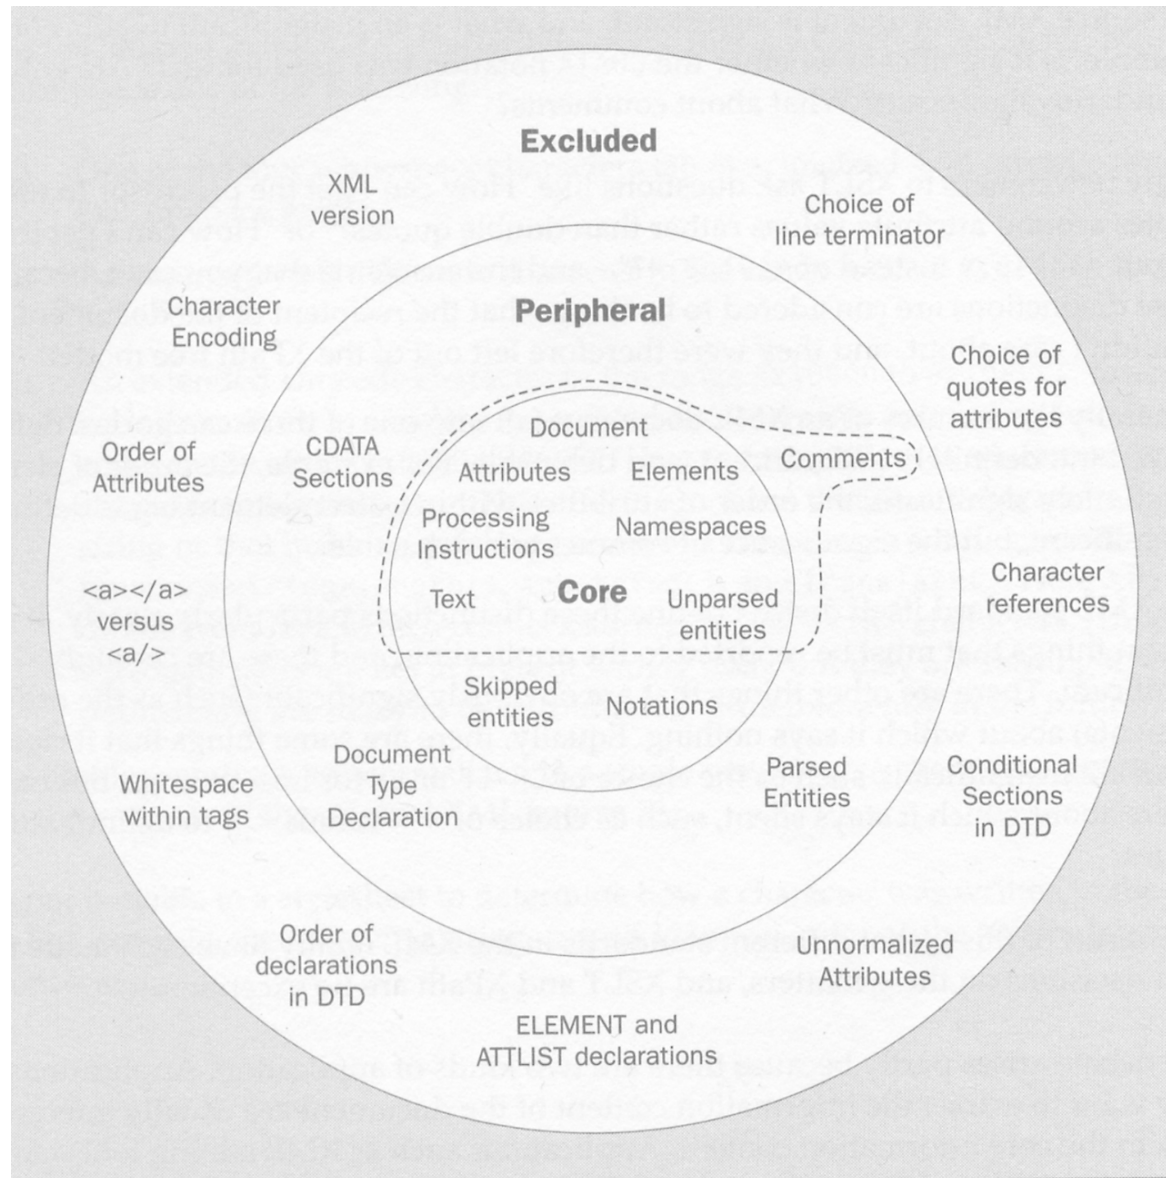 Excluded
XML
version
Choice of
line terminator
Character
Encoding
Peripheral
Choice of
quotes for
attributes
Order of
Attributes
CDATA
Sections
Document
Attributes
Elements
Comments
Processing
Instructions
Namespaces
<a></a>
versus
<a/>
Text
Core
Unparsed
entities
Character
references
Skipped
entities
Notations
Whitespace
within tags
Document
Type
Declaration
Parsed
Entities
Conditional
Sections
in DTD
Order of
declarations
in DTD
Unnormalized
Attributes
ELEMENT and
ATTLIST declarations